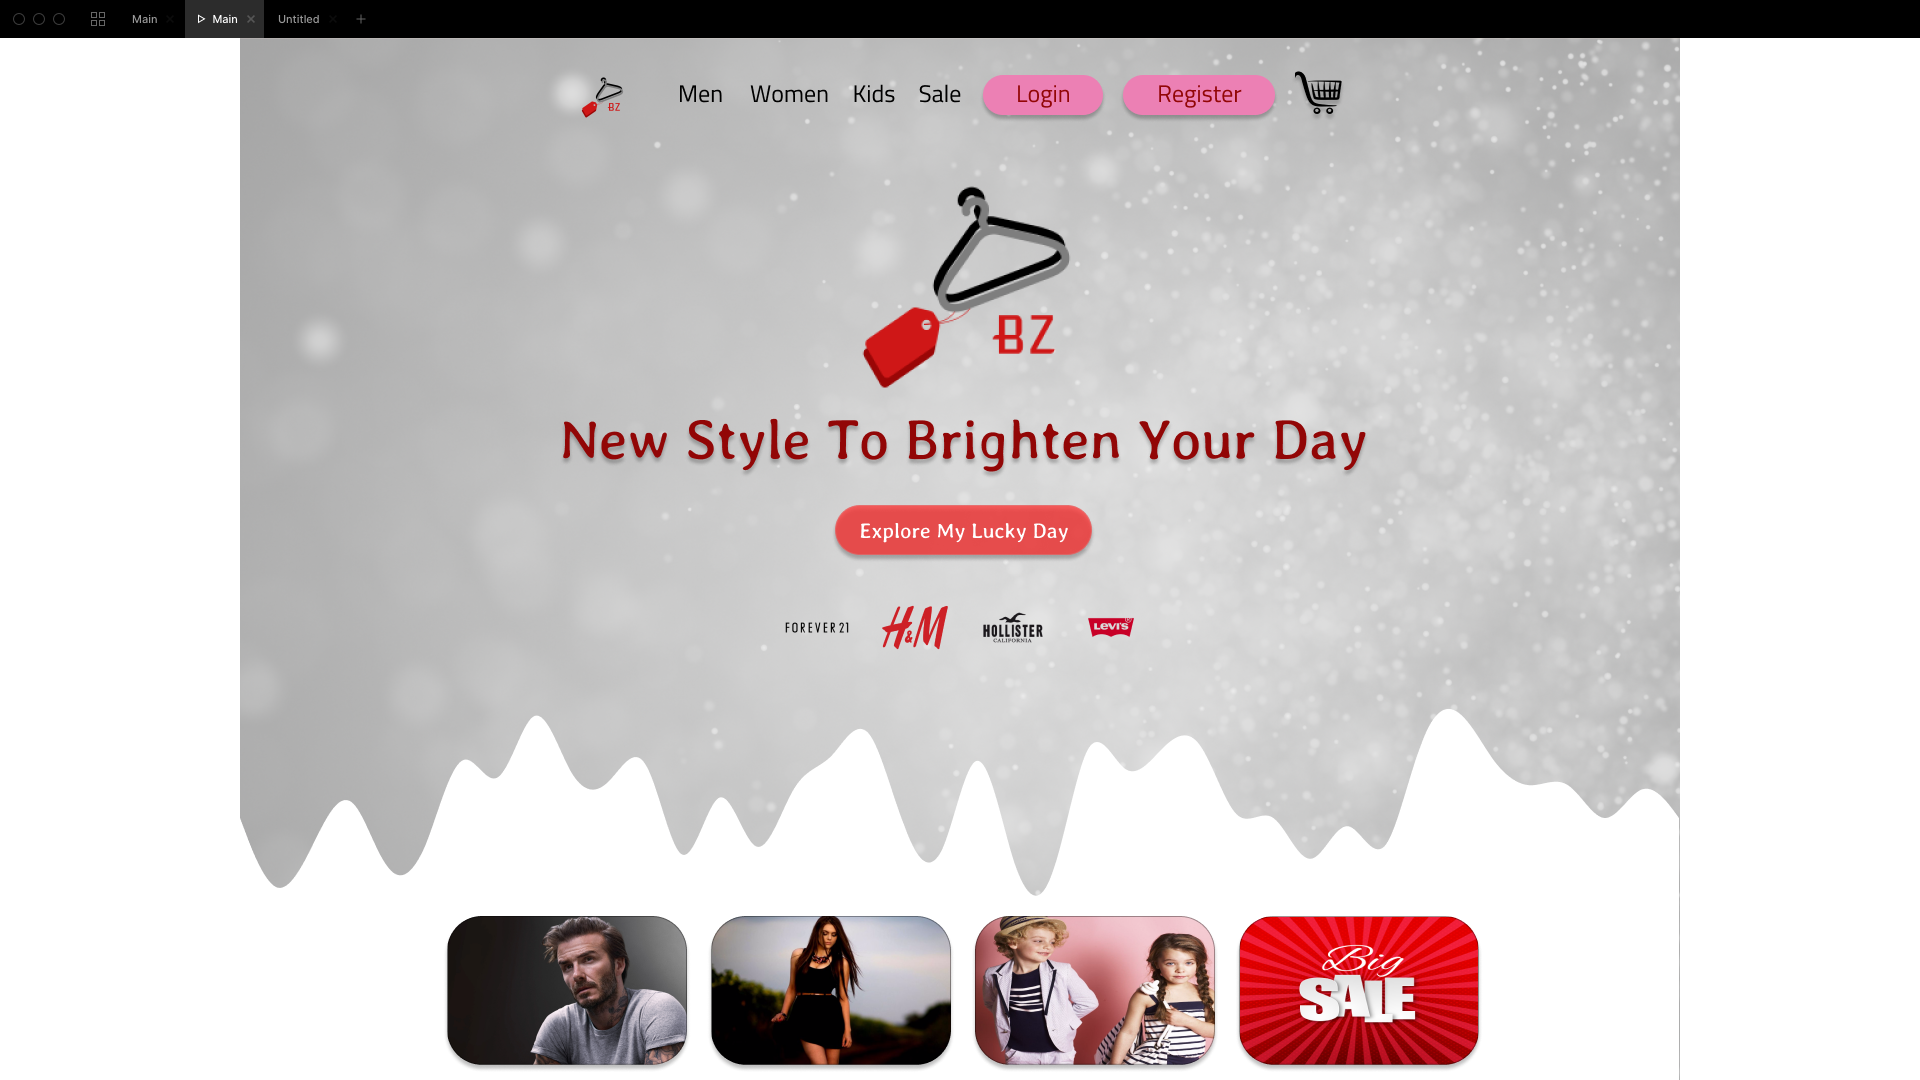 Main
Main
Untitled
BZ
Men Women Kids Sale Login Register
BZ
New Style To Brighten Your Day
Explore My Lucky Day
FOREVER 21
H&M
HOLLISTER
CALIFORNIA
LEVI'S
Big
SALE